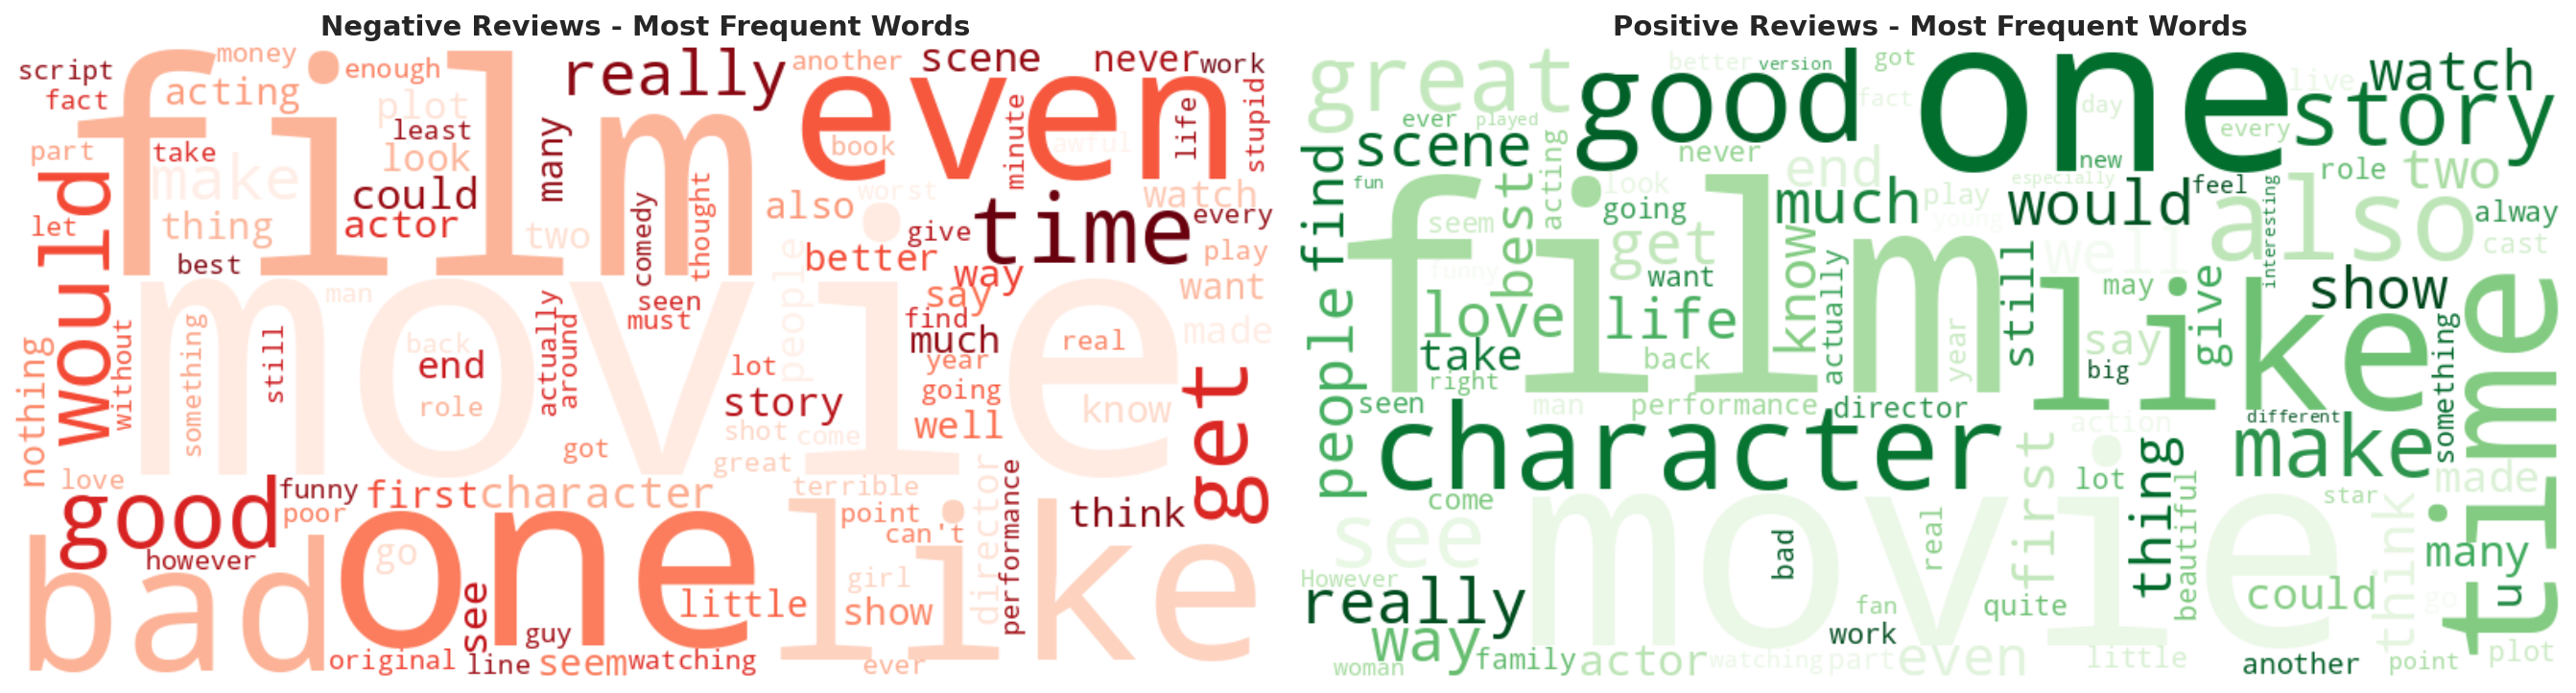 Negative Reviews - Most Frequent Words
script
money
enough
really
another
scene
never
work
fact
acting
plot
film
even
many
minute
life
stupid
least
book
awful
part
take
look
make
could
comedy
thought
also
worst
watch
would
let
thing
actor
two
give
time
every
best
better
way
play
man
seen
must
people
say
want
find
movie
nothing
without
something
still
back
end
actually
around
lot
much
year
real
made
role
story
going
know
get
got
shot
come
well
great
love
good
funny
first
character
terrible
director
performance
poor
point
can't
think
however
bad
one
go
like
see
little
girl
show
guy
original
line
seem
watching
ever
Positive Reviews - Most Frequent Words
great
better
version
got
good
one
live
watch
fact
day
story
ever
played
scene
acting
never
every
end
new
role
two
find
fun
best
look
film
much
play
especially
would
feel
interesting
also
alway
going
young
seem
get
know
well
cast
funny
want
still
like
may
give
show
people
love
life
actually
year
say
something
time
take
back
big
right
seen
man
performance
director
different
character
action
make
come
first
thing
lot
made
see
movie
bad
real
beautiful
star
think
many
However
really
fan
quite
could
go
u
way
work
woman
family
actor
watching
part
even
little
another
point
plot